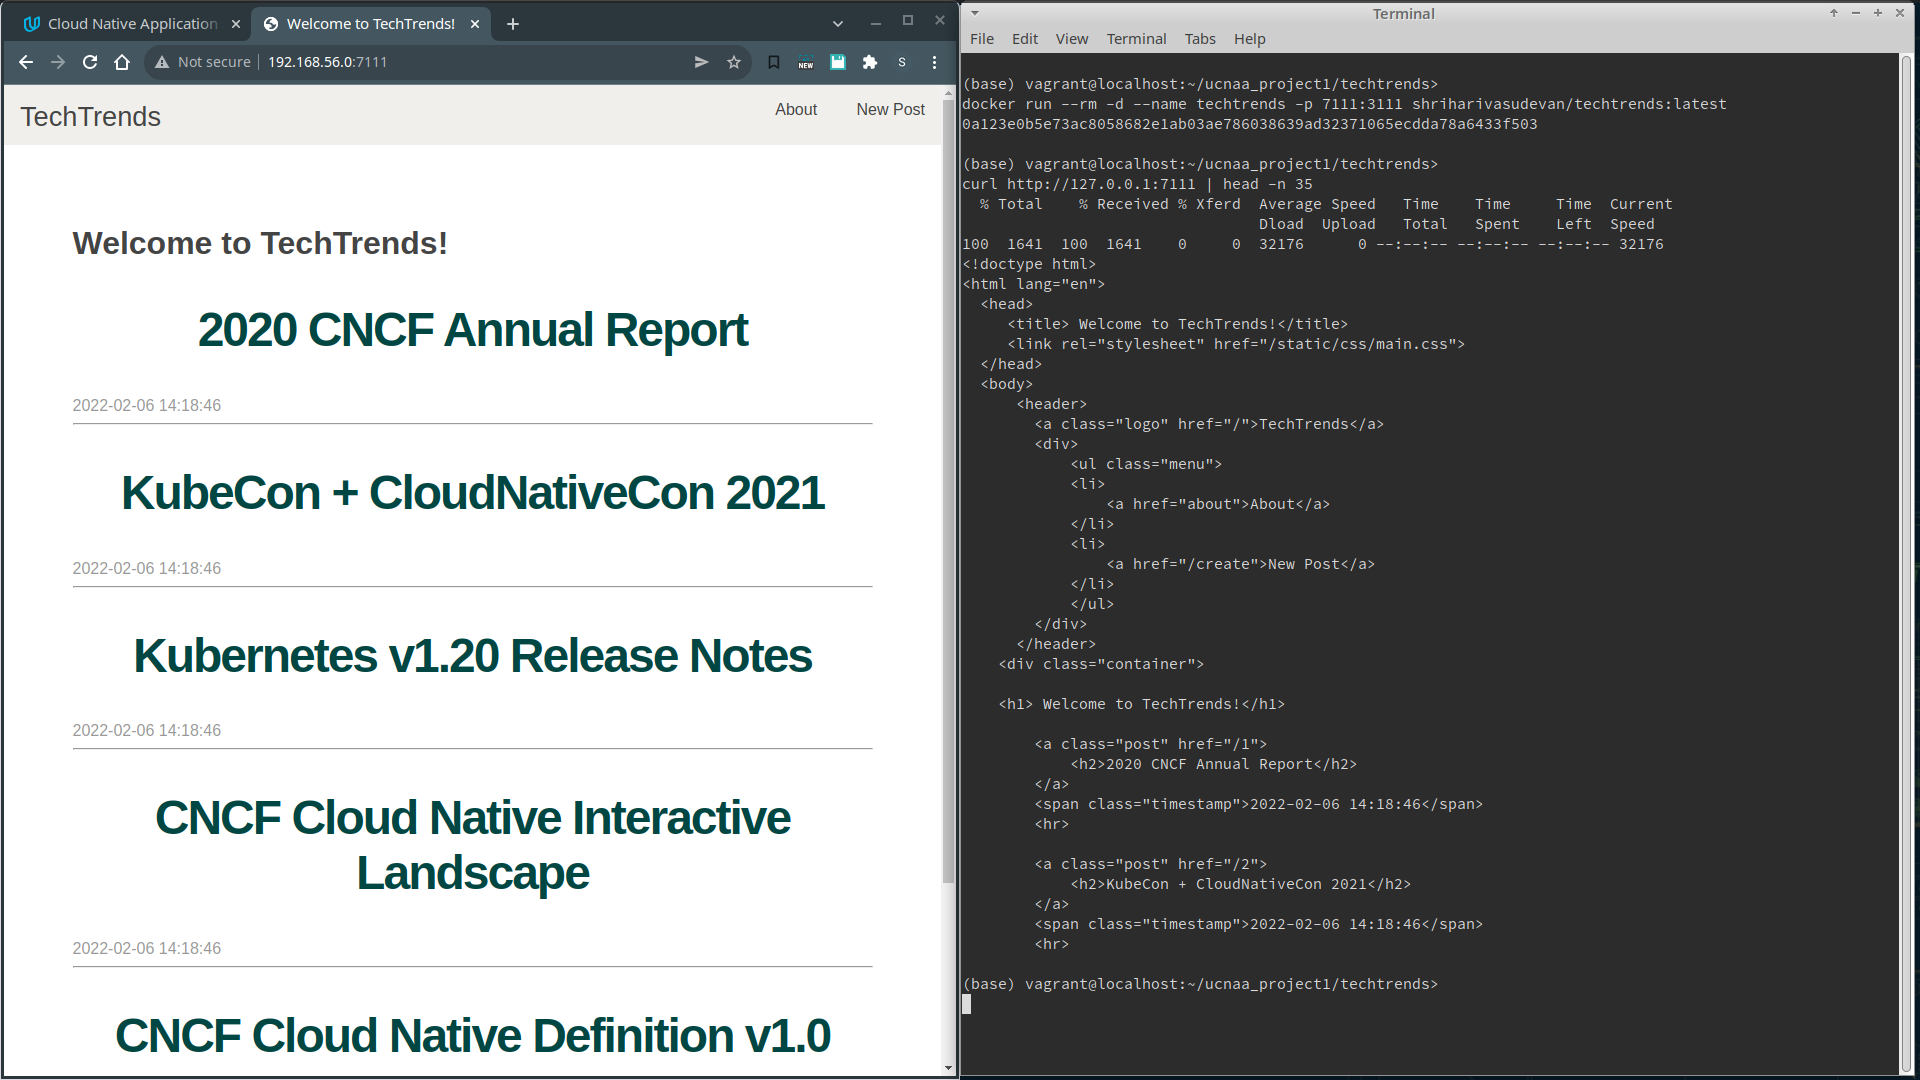 Cloud Native Application
Welcome to TechTrends!
Not secure
192.168.56.0:7111
NEW
S
TechTrends
About
New Post
Welcome to TechTrends!
2020 CNCF Annual Report
2022-02-06 14:18:46
KubeCon + CloudNativeCon 2021
2022-02-06 14:18:46
Kubernetes v1.20 Release Notes
2022-02-06 14:18:46
CNCF Cloud Native Interactive
Landscape
2022-02-06 14:18:46
CNCF Cloud Native Definition v1.0
Terminal
File Edit View Terminal Tabs Help
(base) vagrant@localhost:~/ucnaa_project1/techtrends>
docker run --rm -d --name techtrends -p 7111:3111 shriharivasudevan/techtrends:latest
0a123e0b5e73ac8058682e1ab03ae786038639ad32371065ecdda78a6433f503
(base) vagrant@localhost:~/ucnaa_project1/techtrends>
curl http://127.0.0.1:7111 | head -n 35
  % Total    % Received % Xferd  Average Speed   Time    Time     Time  Current
                                 Dload  Upload   Total   Spent    Left  Speed
100  1641  100  1641    0     0  32176      0 --:--:-- --:--:-- --:--:-- 32176
<!doctype html>
<html lang="en">
  <head>
     <title> Welcome to TechTrends!</title>
     <link rel="stylesheet" href="/static/css/main.css">
  </head>
  <body>
      <header>
        <a class="logo" href="/">TechTrends</a>
        <div>
            <ul class="menu">
            <li>
                <a href="about">About</a>
            </li>
            <li>
                <a href="/create">New Post</a>
            </li>
            </ul>
        </div>
      </header>
    <div class="container">
    <h1> Welcome to TechTrends!</h1>
        <a class="post" href="/1">
            <h2>2020 CNCF Annual Report</h2>
        </a>
        <span class="timestamp">2022-02-06 14:18:46</span>
        <hr>
        <a class="post" href="/2">
            <h2>KubeCon + CloudNativeCon 2021</h2>
        </a>
        <span class="timestamp">2022-02-06 14:18:46</span>
        <hr>
(base) vagrant@localhost:~/ucnaa_project1/techtrends>